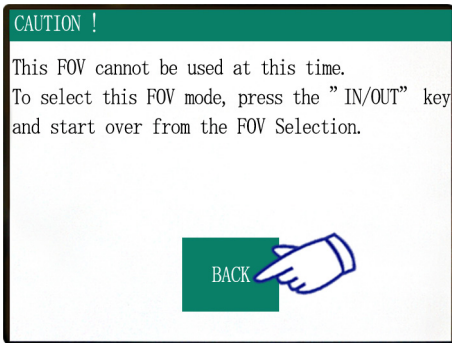 CAUTION !
This FOV cannot be used at this time.
To select this FOV mode, press the ” IN/OUT” key
and start over from the FOV Selection.
BACK